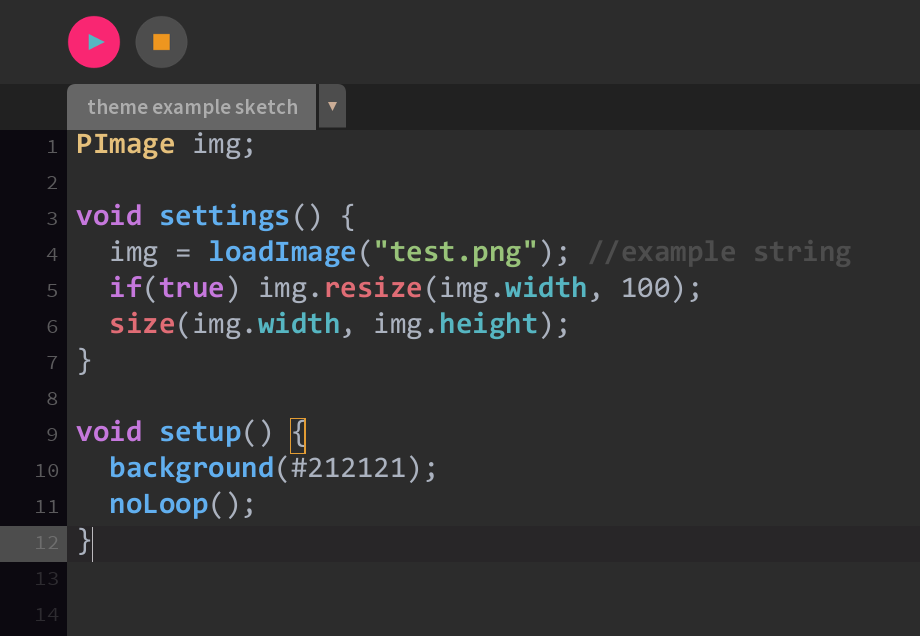 theme example sketch
1 PImage img;
2
3 void settings() {
4   img = loadImage("test.png"); //example string
5   if(true) img.resize(img.width, 100);
6   size(img.width, img.height);
7 }
8
9 void setup() {
10   background(#212121);
11   noLoop();
12 }
13
14